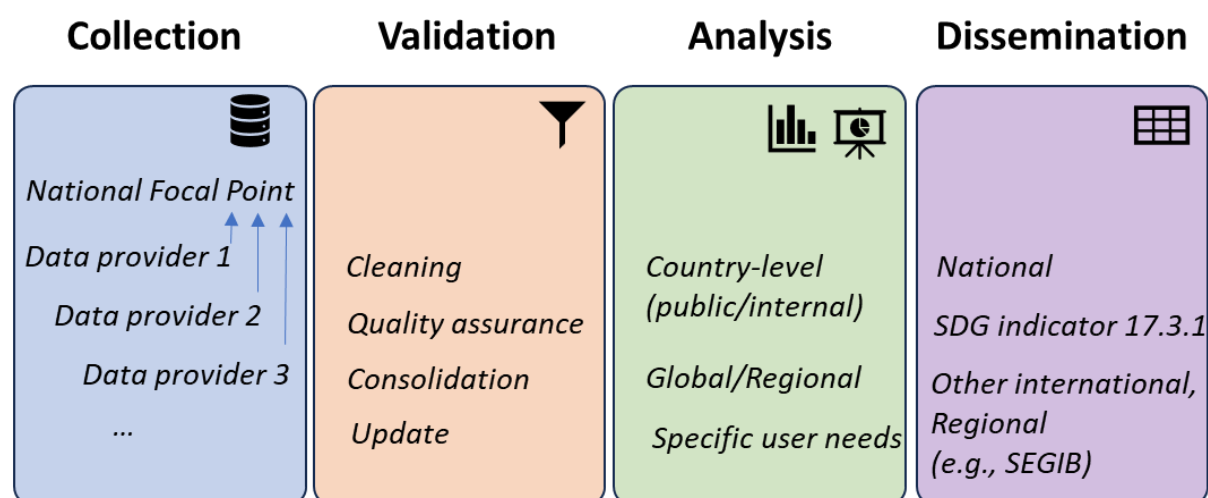 Collection
National Focal Point
Data provider 1
Data provider 2
Data provider 3
...
Validation
Cleaning
Quality assurance
Consolidation
Update
Analysis
Country-level
(public/internal)
Global/Regional
Specific user needs
Dissemination
National
SDG indicator 17.3.1
Other international,
Regional
(e.g., SEGIB)